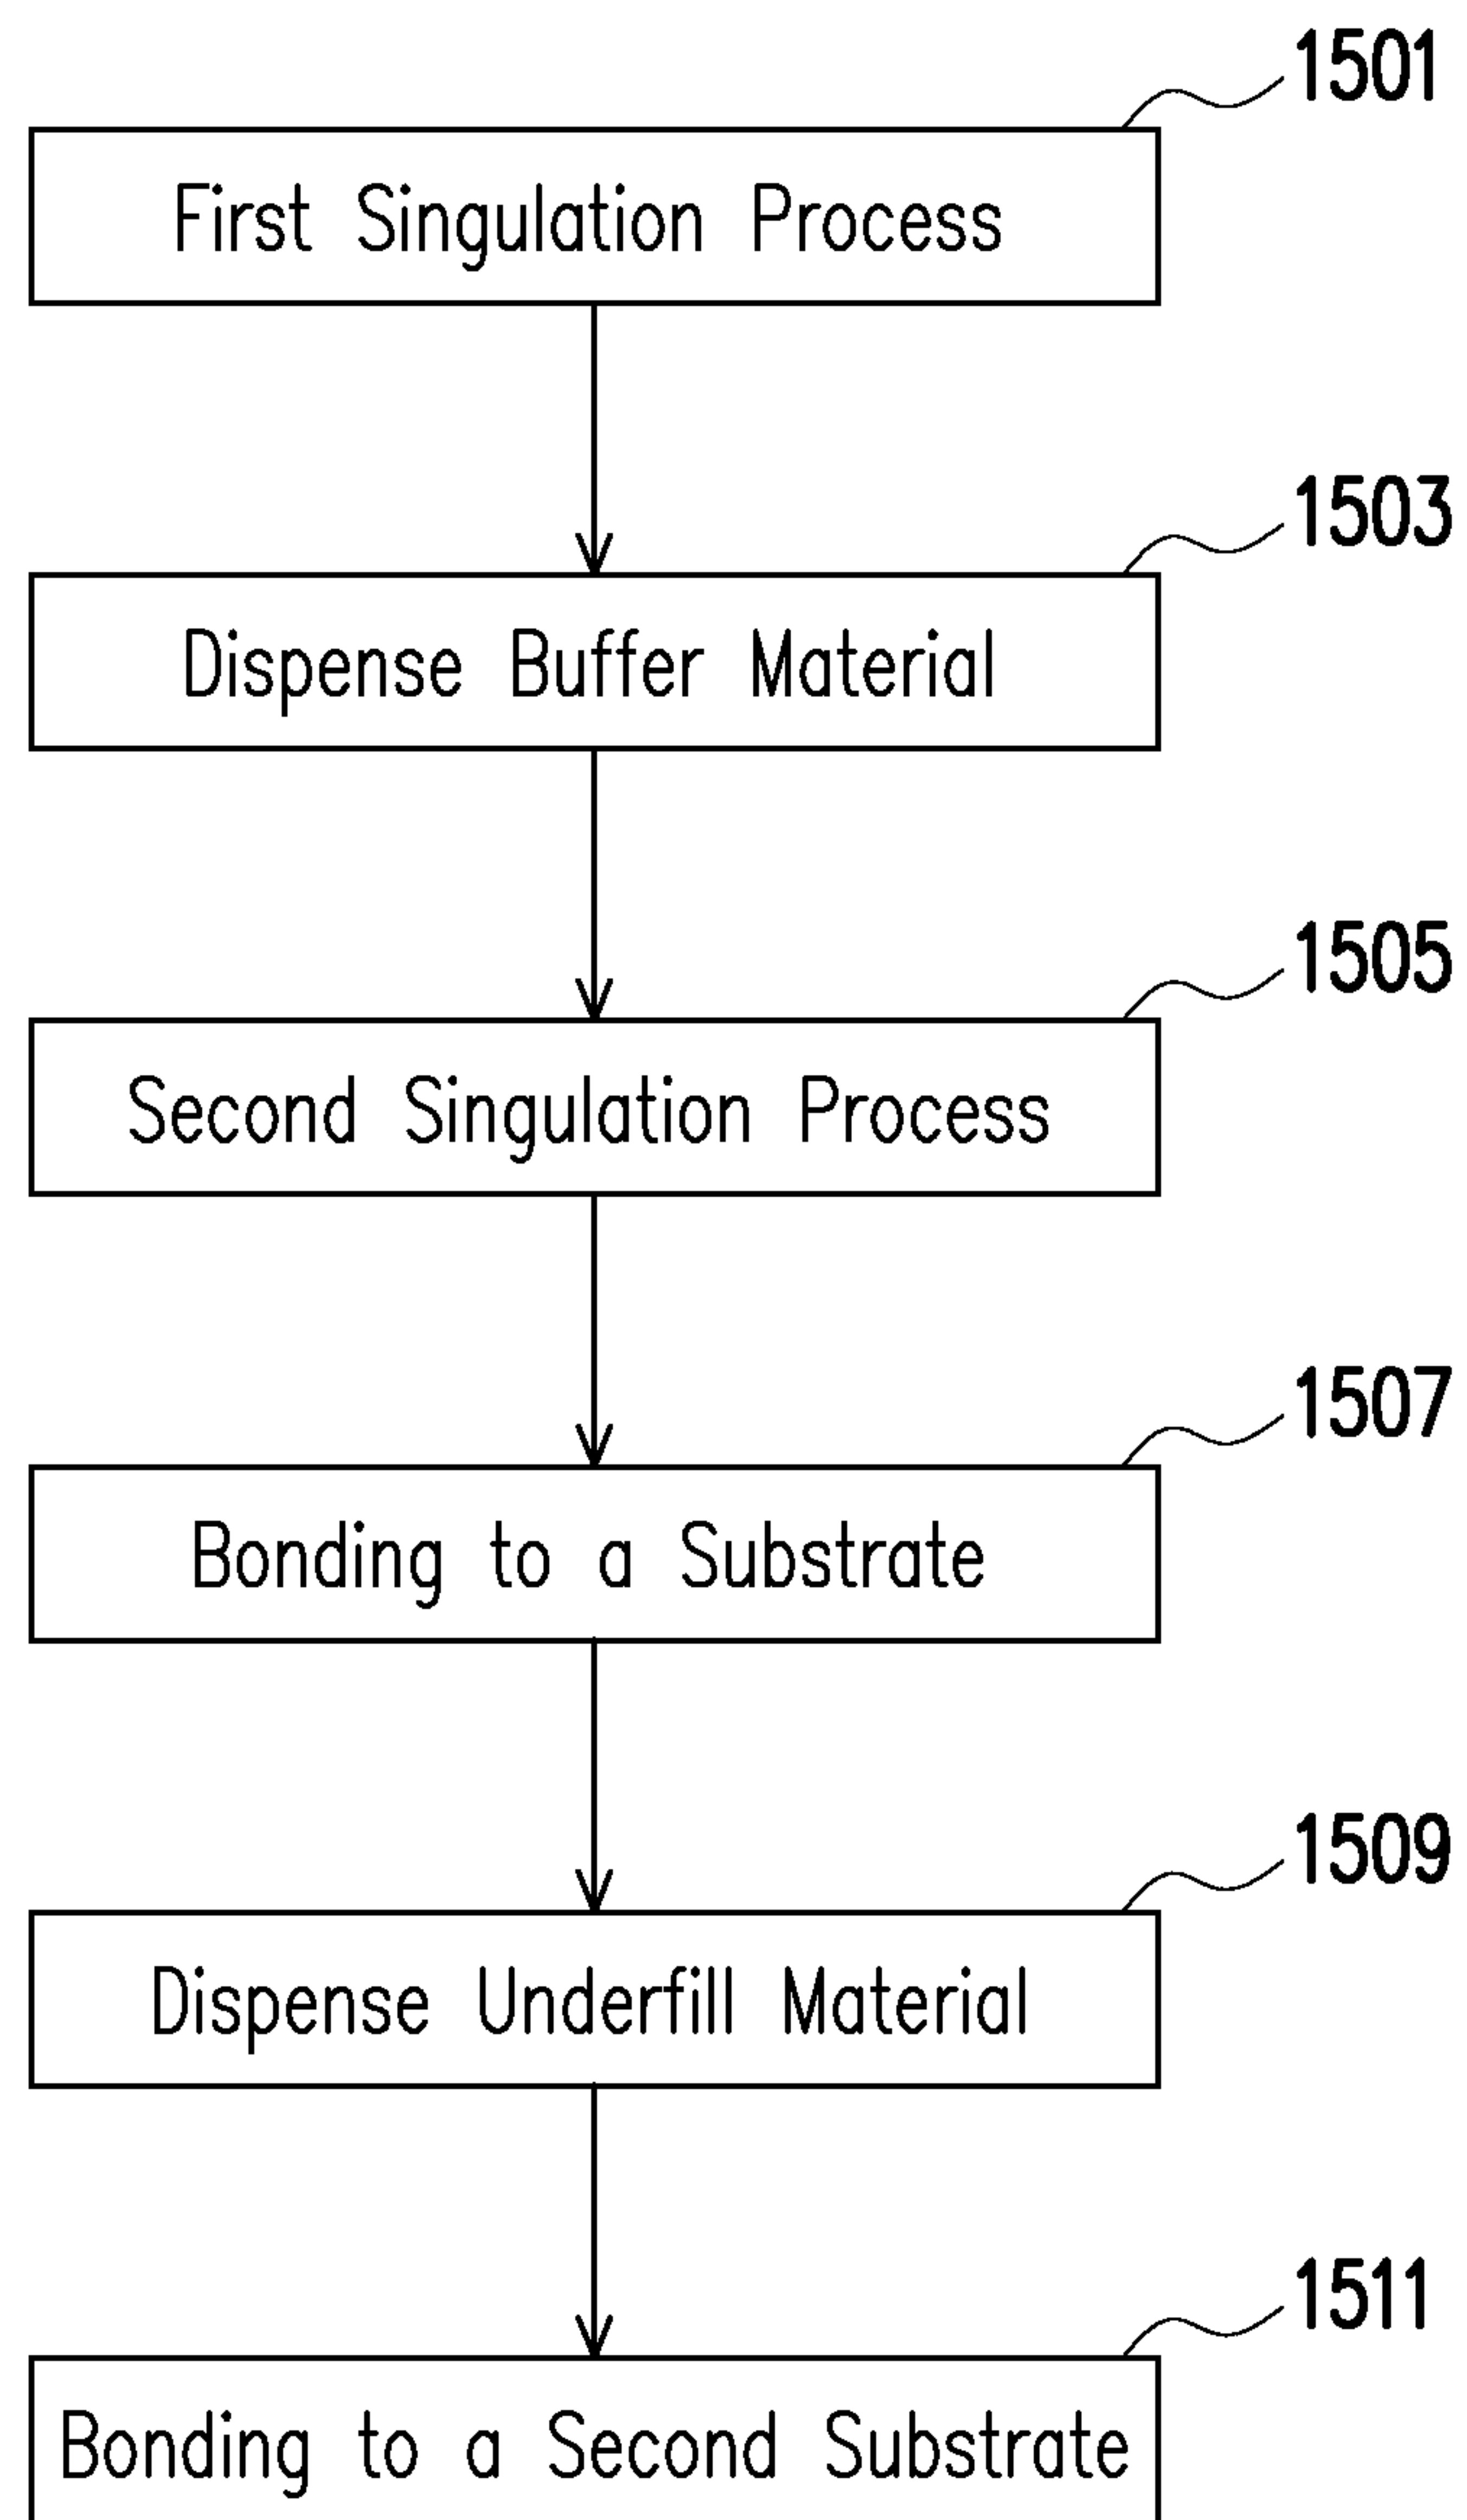 1501
First Singulation Process
1503
Dispense Buffer Material
1505
Second Singulation Process
1507
Bonding to a Substrate
1509
Dispense Underfill Material
1511
Bonding to a Second Substrate